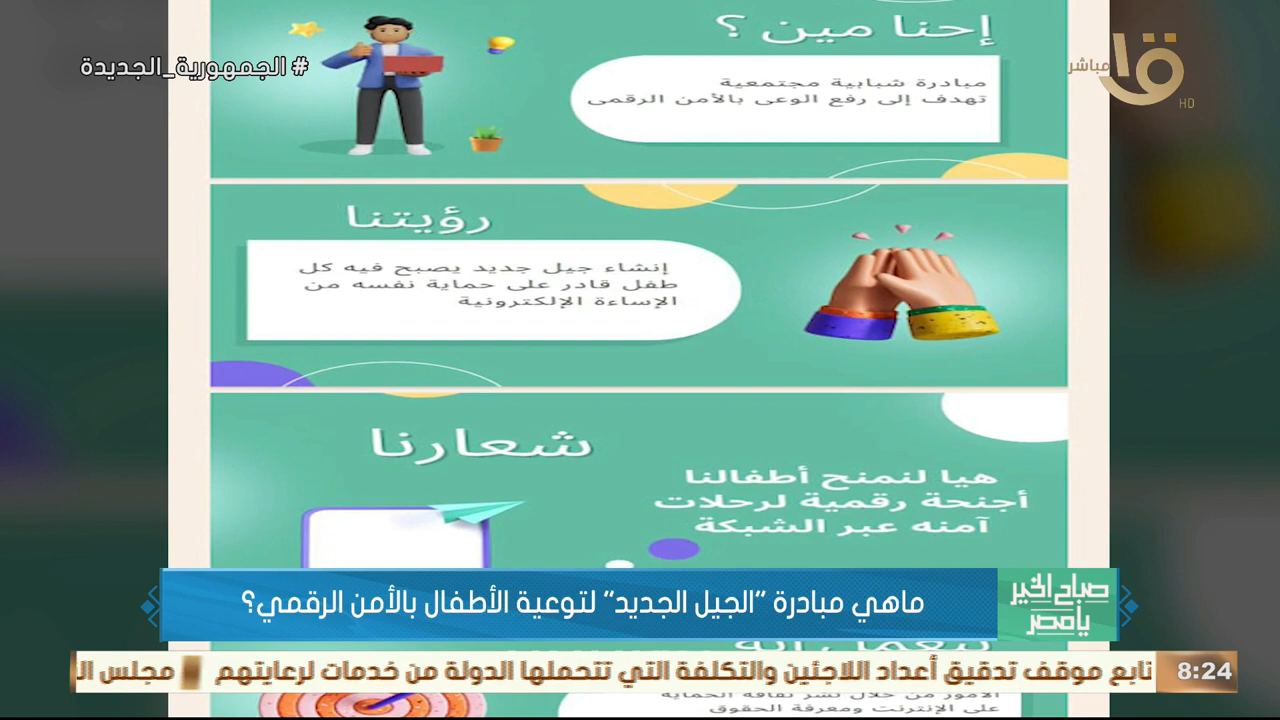 #الجمهورية_الجديدة
مباشر
HD
إحنا مين ؟
مبادرة شبابية مجتمعية
تهدف إلى رفع الوعى بالأمن الرقمى
رؤيتنا
إنشاء جيل جديد يصبح فيه كل
طفل قادر على حماية نفسه من
الإساءة الإلكترونية
شعارنا
هيا لنمنح أطفالنا
أجنحة رقمية لرحلات
آمنه عبر الشبكة
ماهي مبادرة “الجيل الجديد” لتوعية الأطفال بالأمن الرقمي؟
صباح الخير
يا مصر
8:24
تابع موقف تدقيق أعداد اللاجئين والتكلفة التي تتحملها الدولة من خدمات لرعايتهم
مجلس
على الإنترنت ومعرفة الحقوق